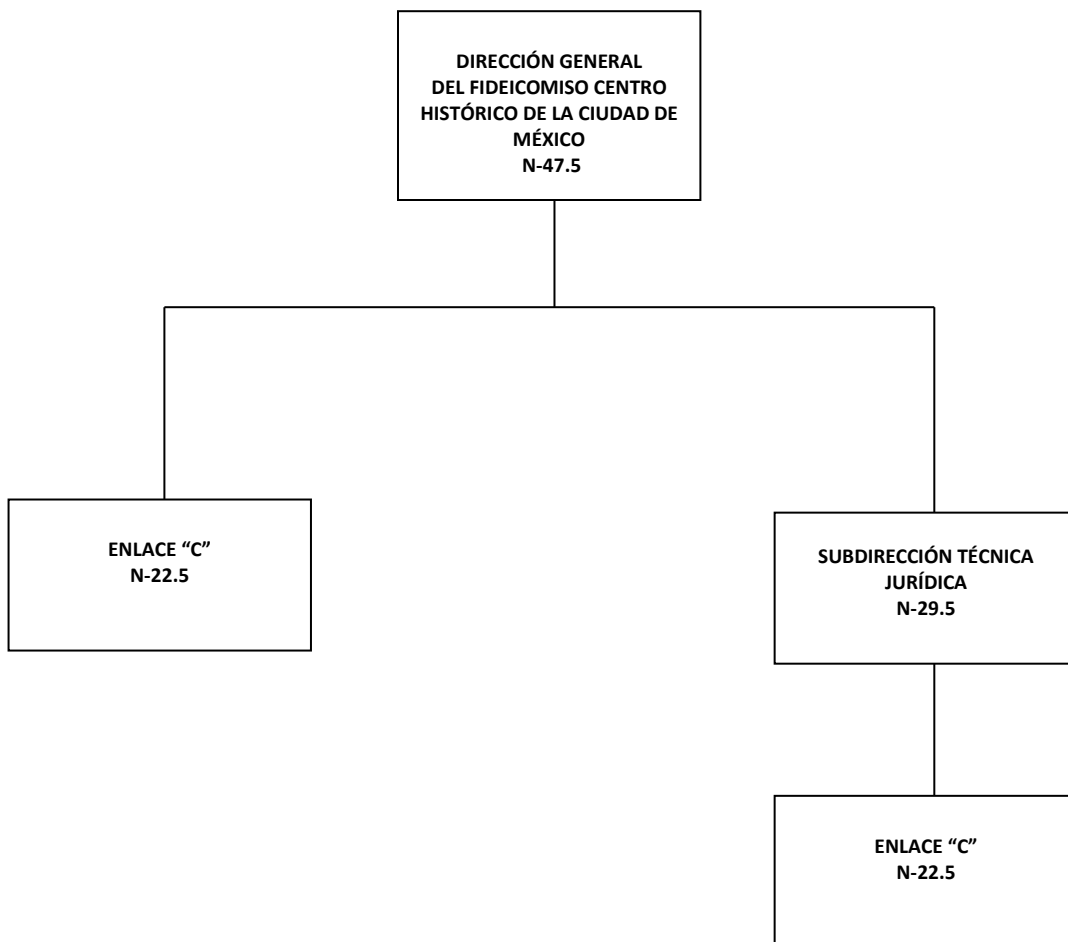 DIRECCIÓN GENERAL
DEL FIDEICOMISO CENTRO
HISTÓRICO DE LA CIUDAD DE
MÉXICO
N-47.5
ENLACE “C”
N-22.5
SUBDIRECCIÓN TÉCNICA
JURÍDICA
N-29.5
ENLACE “C”
N-22.5